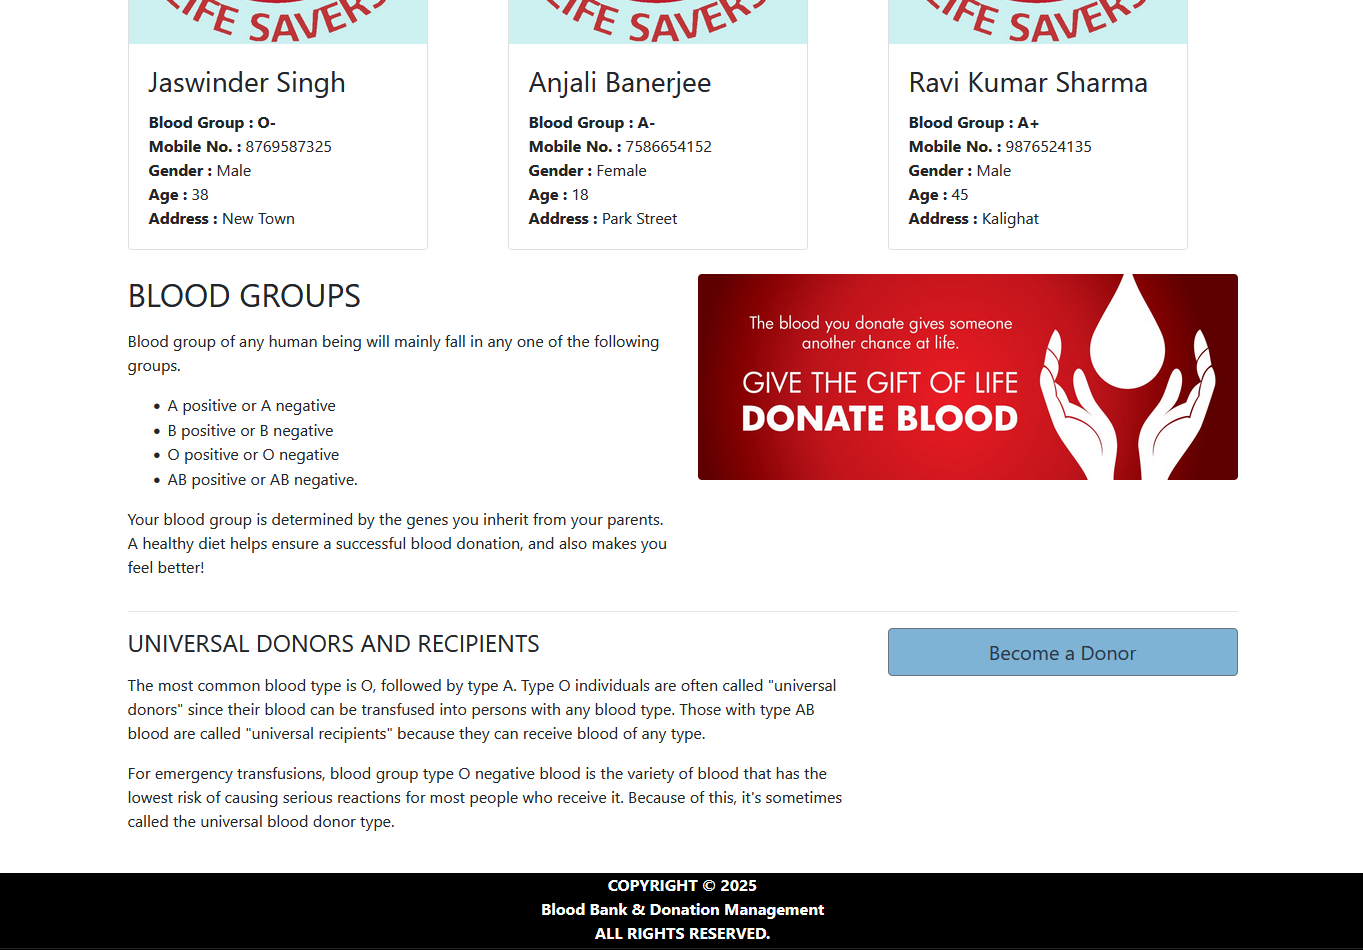 LIFE SAVERS
LIFE SAVERS
LIFE SAVERS
Jaswinder Singh
Blood Group : O-
Mobile No. : 8769587325
Gender : Male
Age : 38
Address : New Town
Anjali Banerjee
Blood Group : A-
Mobile No. : 7586654152
Gender : Female
Age : 18
Address : Park Street
Ravi Kumar Sharma
Blood Group : A+
Mobile No. : 9876524135
Gender : Male
Age : 45
Address : Kalighat
BLOOD GROUPS
Blood group of any human being will mainly fall in any one of the following
groups.
• A positive or A negative
• B positive or B negative
• O positive or O negative
• AB positive or AB negative.
Your blood group is determined by the genes you inherit from your parents.
A healthy diet helps ensure a successful blood donation, and also makes you
feel better!
The blood you donate gives someone
another chance at life.
GIVE THE GIFT OF LIFE
DONATE BLOOD
UNIVERSAL DONORS AND RECIPIENTS
The most common blood type is O, followed by type A. Type O individuals are often called "universal
donors" since their blood can be transfused into persons with any blood type. Those with type AB
blood are called "universal recipients" because they can receive blood of any type.
For emergency transfusions, blood group type O negative blood is the variety of blood that has the
lowest risk of causing serious reactions for most people who receive it. Because of this, it's sometimes
called the universal blood donor type.
Become a Donor
COPYRIGHT © 2025
Blood Bank & Donation Management
ALL RIGHTS RESERVED.